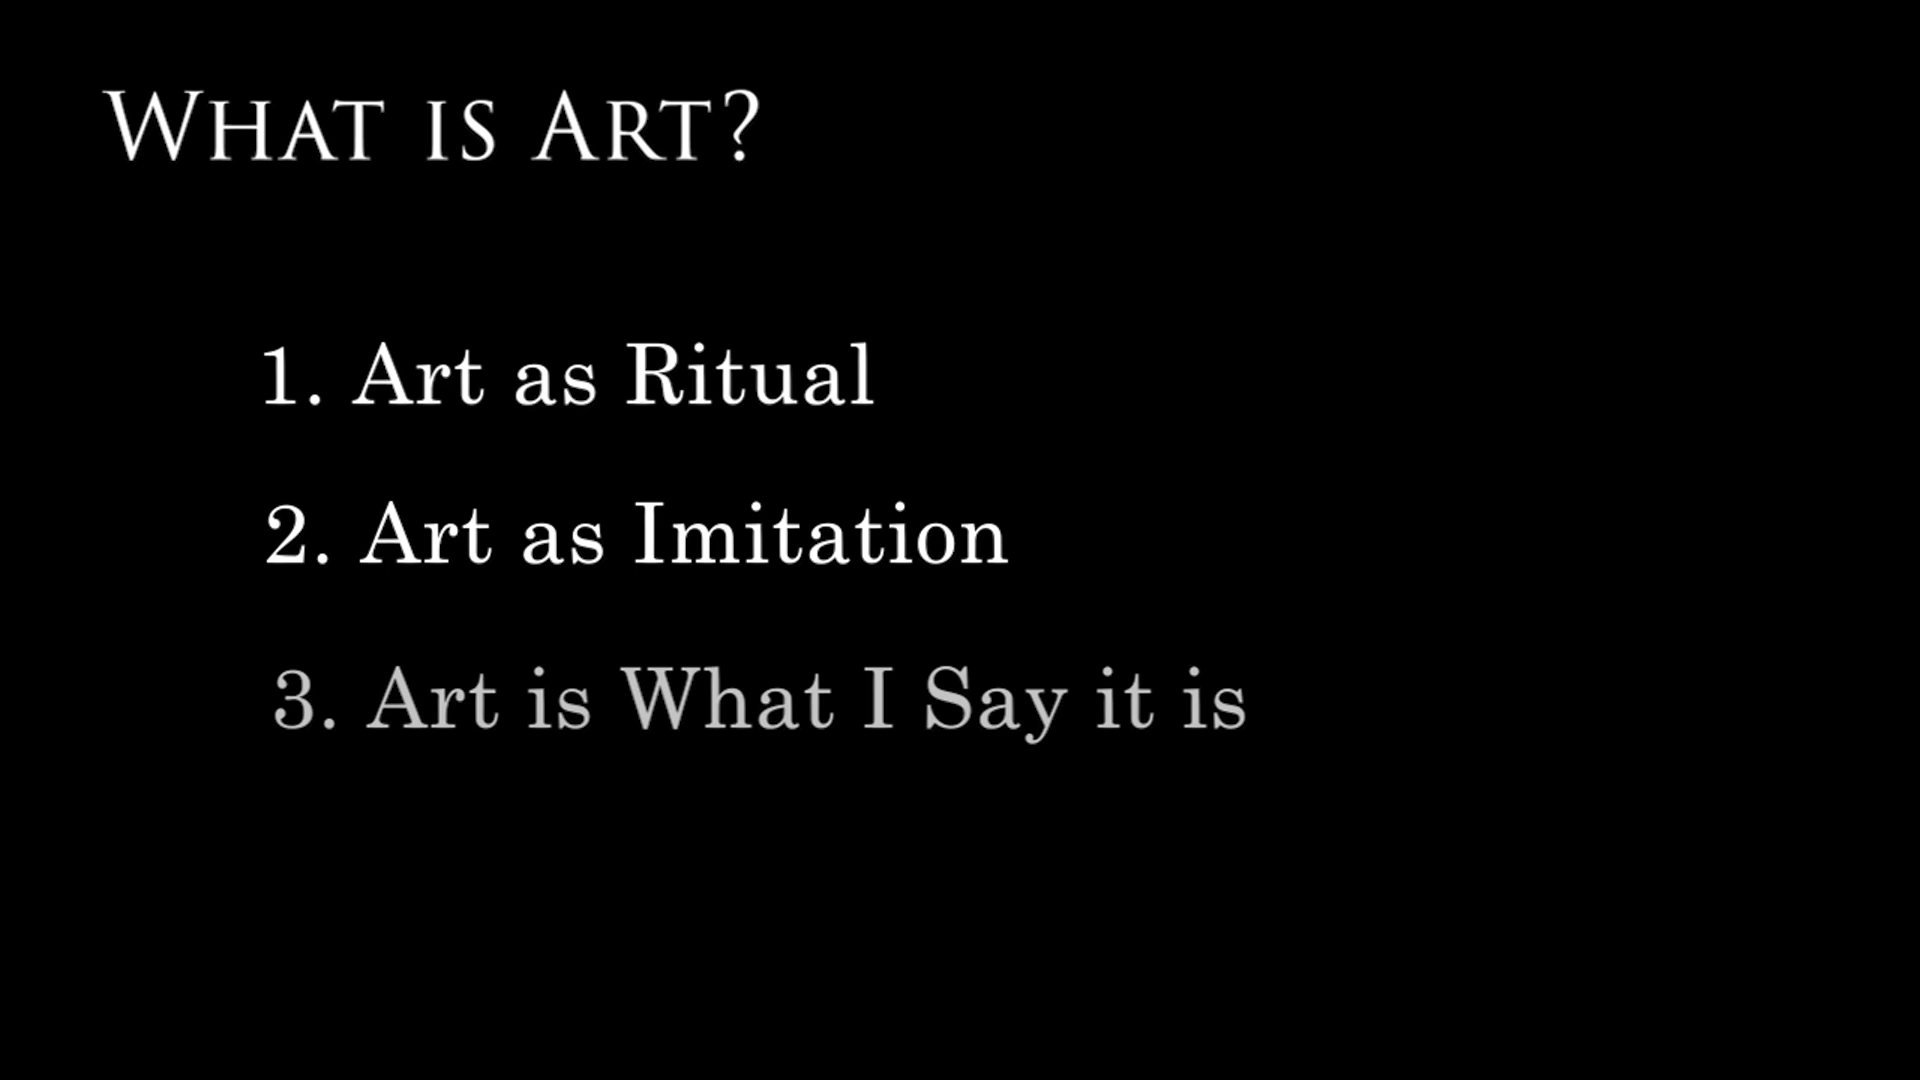 What is Art?
1. Art as Ritual
2. Art as Imitation
3. Art is What I Say it is